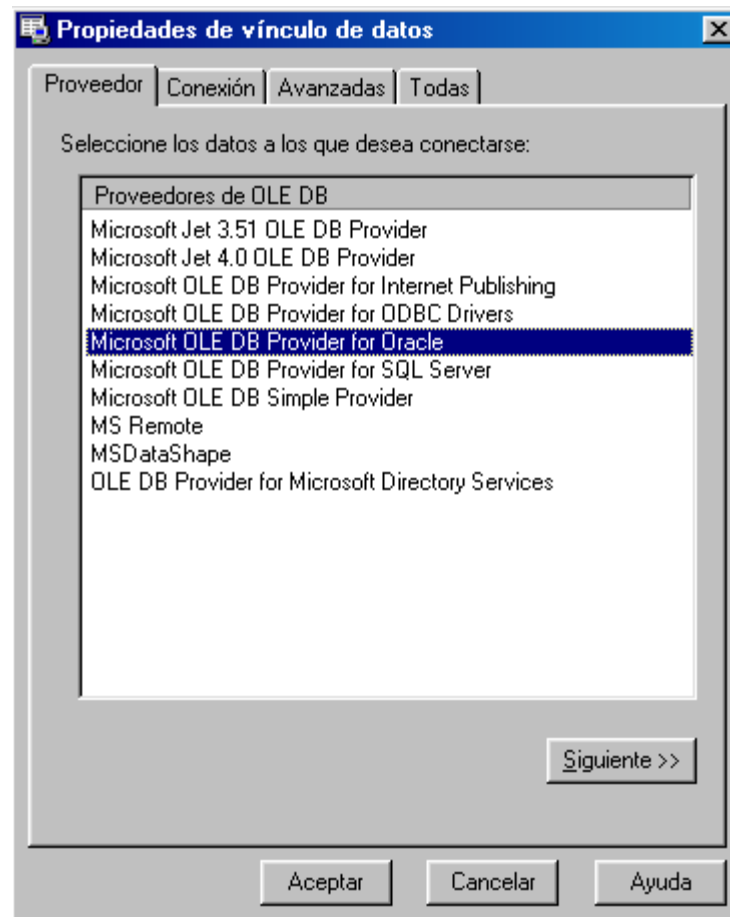 Propiedades de vínculo de datos
Proveedor Conexión Avanzadas Todas
Seleccione los datos a los que desea conectarse:
Proveedores de OLE DB
Microsoft Jet 3.51 OLE DB Provider
Microsoft Jet 4.0 OLE DB Provider
Microsoft OLE DB Provider for Internet Publishing
Microsoft OLE DB Provider for ODBC Drivers
Microsoft OLE DB Provider for Oracle
Microsoft OLE DB Provider for SQL Server
Microsoft OLE DB Simple Provider
MS Remote
MSDataShape
OLE DB Provider for Microsoft Directory Services
Siguiente >>
Aceptar Cancelar Ayuda